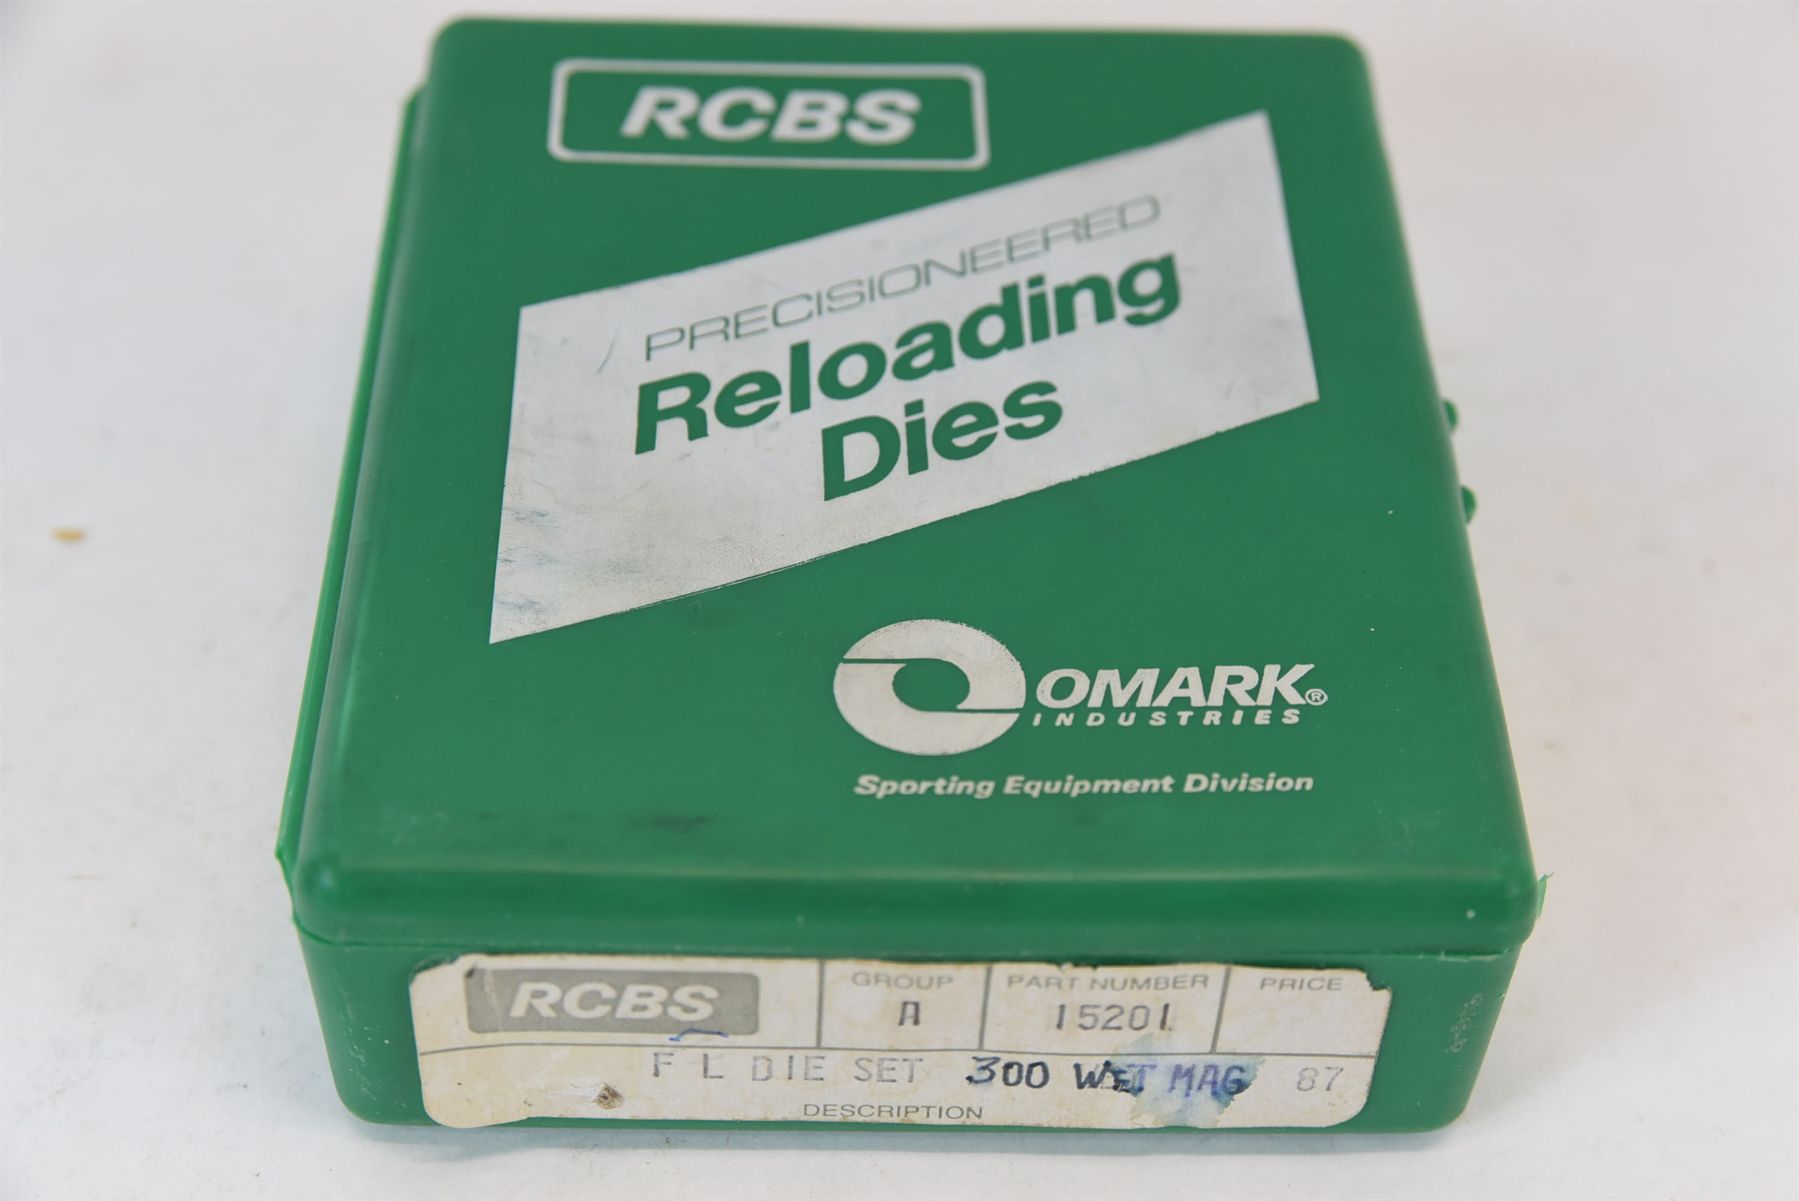 RCBS
PRECISIONEERED
Reloading
Dies
OMARK®
INDUSTRIES
Sporting Equipment Division
RCBS
GROUP
A
PART NUMBER
15201
PRICE
F L DIE SET 300 WET MAG 87
DESCRIPTION